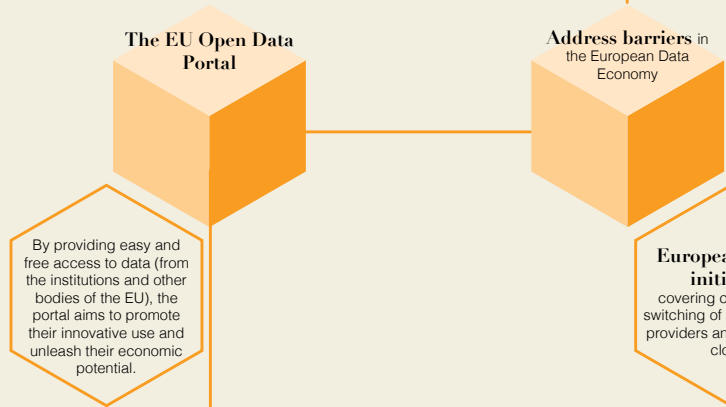 The EU Open Data
Portal
Address barriers in
the European Data
Economy
By providing easy and
free access to data (from
the institutions and other
bodies of the EU), the
portal aims to promote
their innovative use and
unleash their economic
potential.
covering
switching of
providers